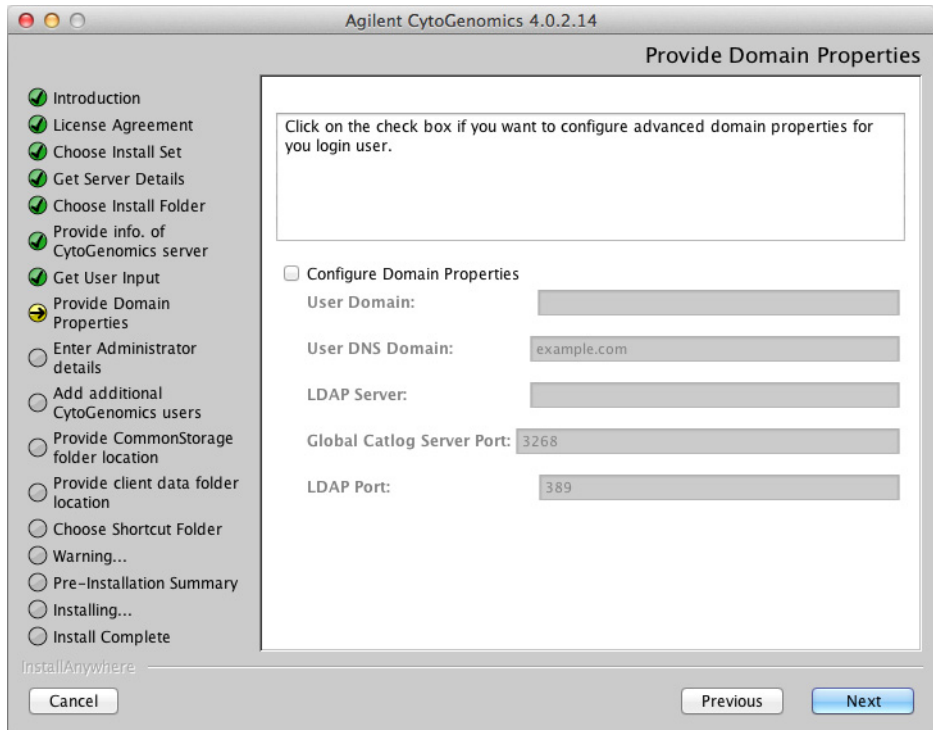 Agilent CytoGenomics 4.0.2.14
Provide Domain Properties
Introduction
License Agreement
Choose Install Set
Get Server Details
Choose Install Folder
Provide info. of
CytoGenomics server
Get User Input
Provide Domain
Properties
Enter Administrator
details
Add additional
CytoGenomics users
Provide CommonStorage
folder location
Provide client data folder
location
Choose Shortcut Folder
Warning...
Pre-Installation Summary
Installing...
Install Complete
Click on the check box if you want to configure advanced domain properties for
you login user.
Configure Domain Properties
User Domain:
User DNS Domain: example.com
LDAP Server:
Global Catlog Server Port: 3268
LDAP Port: 389
InstallAnywhere
Cancel Previous Next